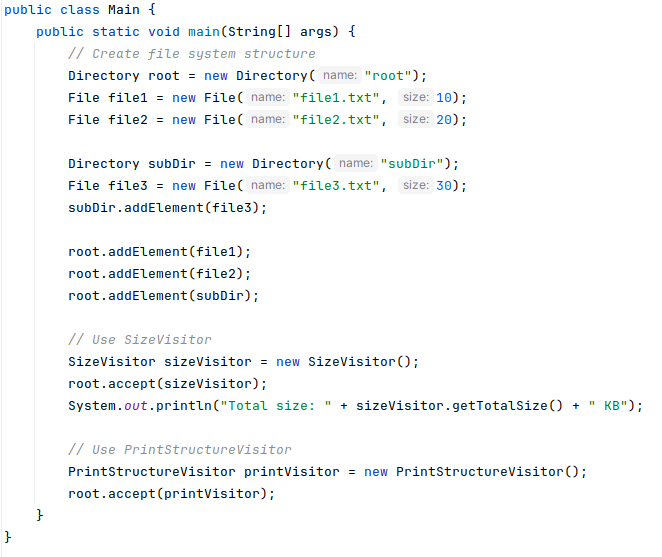 public class Main {
    public static void main(String[] args) {
        // Create file system structure
        Directory root = new Directory( name: "root");
        File file1 = new File( name: "file1.txt", size: 10);
        File file2 = new File( name: "file2.txt", size: 20);

        Directory subDir = new Directory( name: "subDir");
        File file3 = new File( name: "file3.txt", size: 30);
        subDir.addElement(file3);

        root.addElement(file1);
        root.addElement(file2);
        root.addElement(subDir);

        // Use SizeVisitor
        SizeVisitor sizeVisitor = new SizeVisitor();
        root.accept(sizeVisitor);
        System.out.println("Total size: " + sizeVisitor.getTotalSize() + " KB");

        // Use PrintStructureVisitor
        PrintStructureVisitor printVisitor = new PrintStructureVisitor();
        root.accept(printVisitor);
    }
}